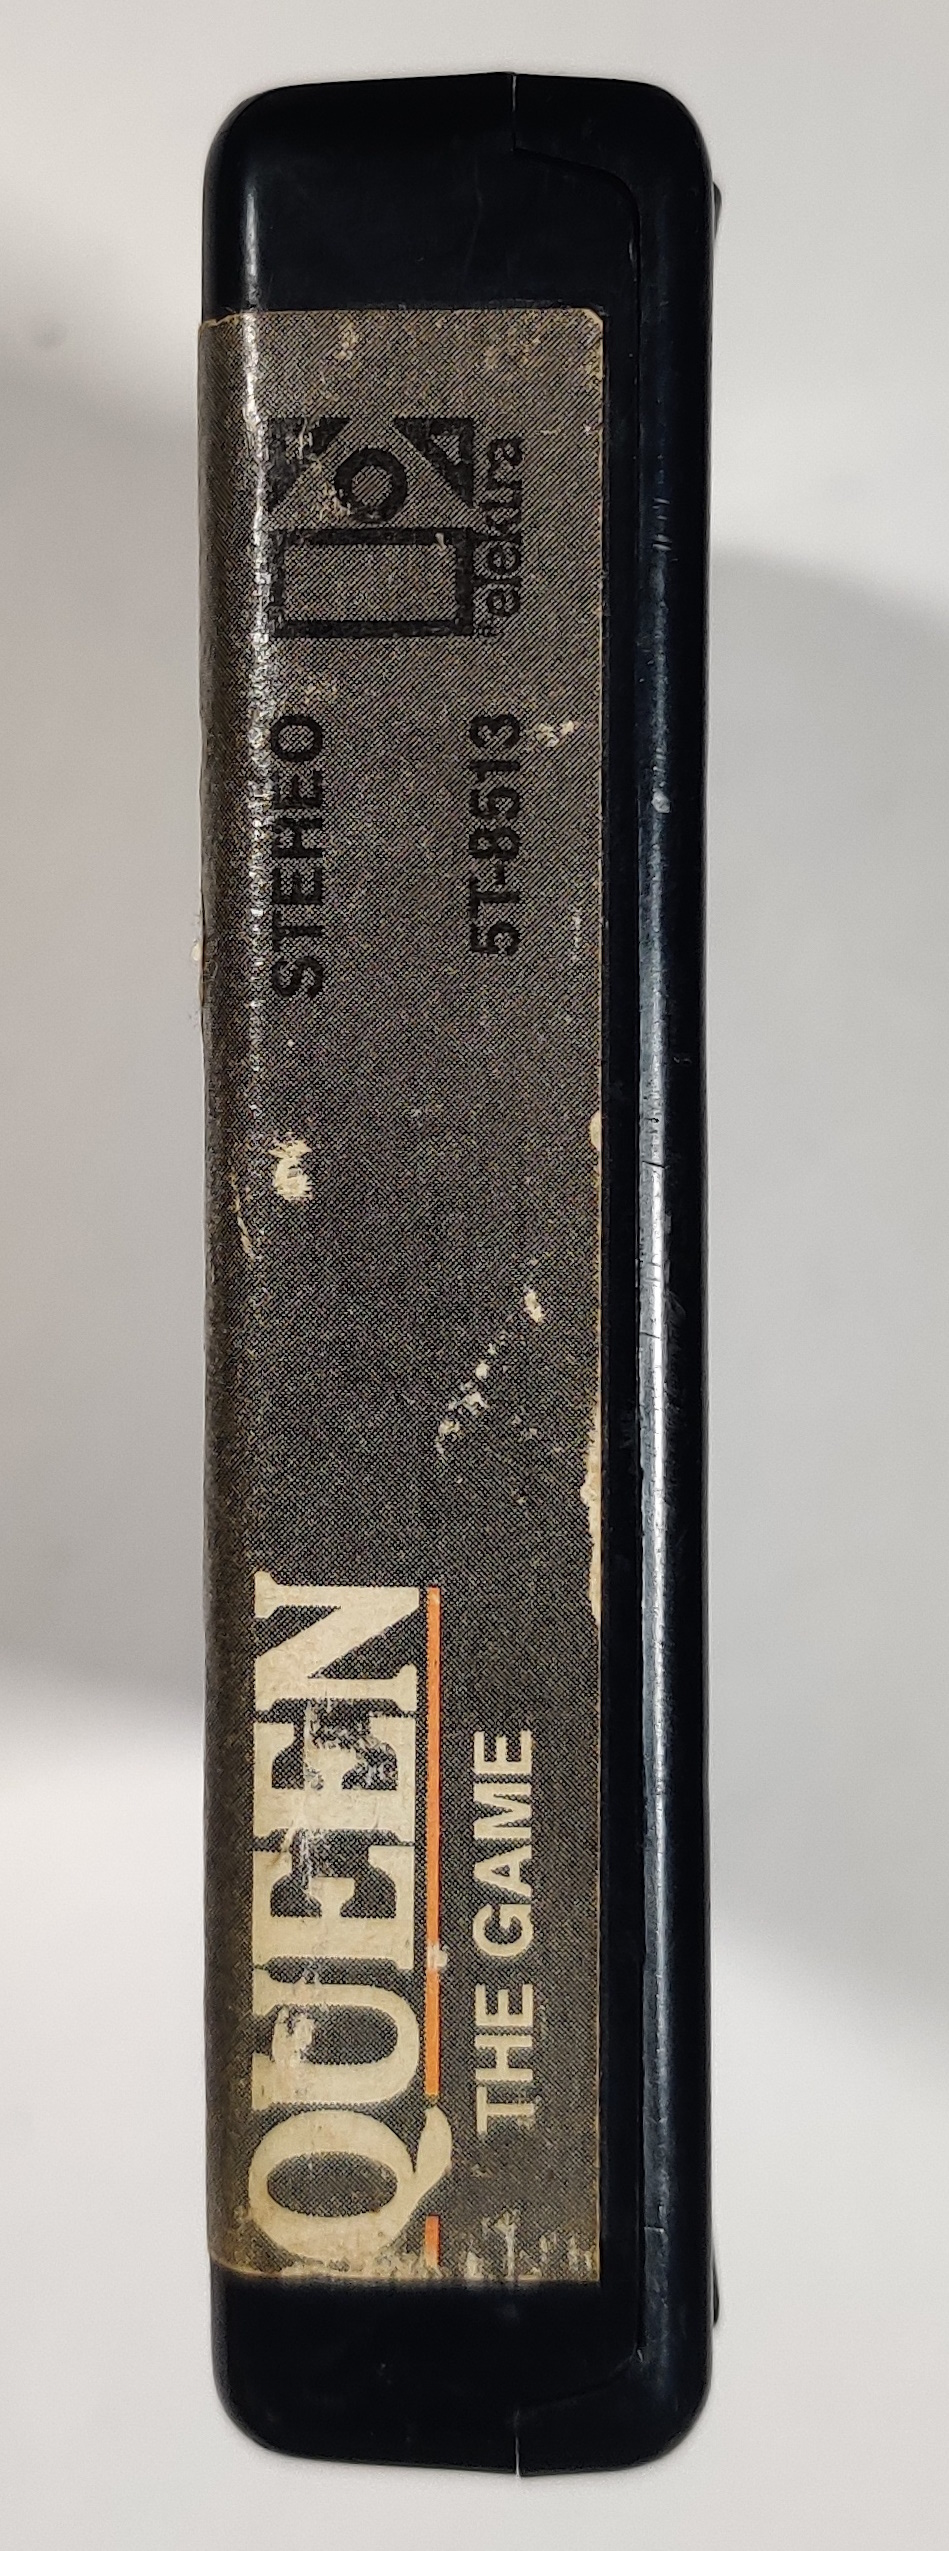 QUEEN
THE GAME
STEREO
5T-8513
elektra